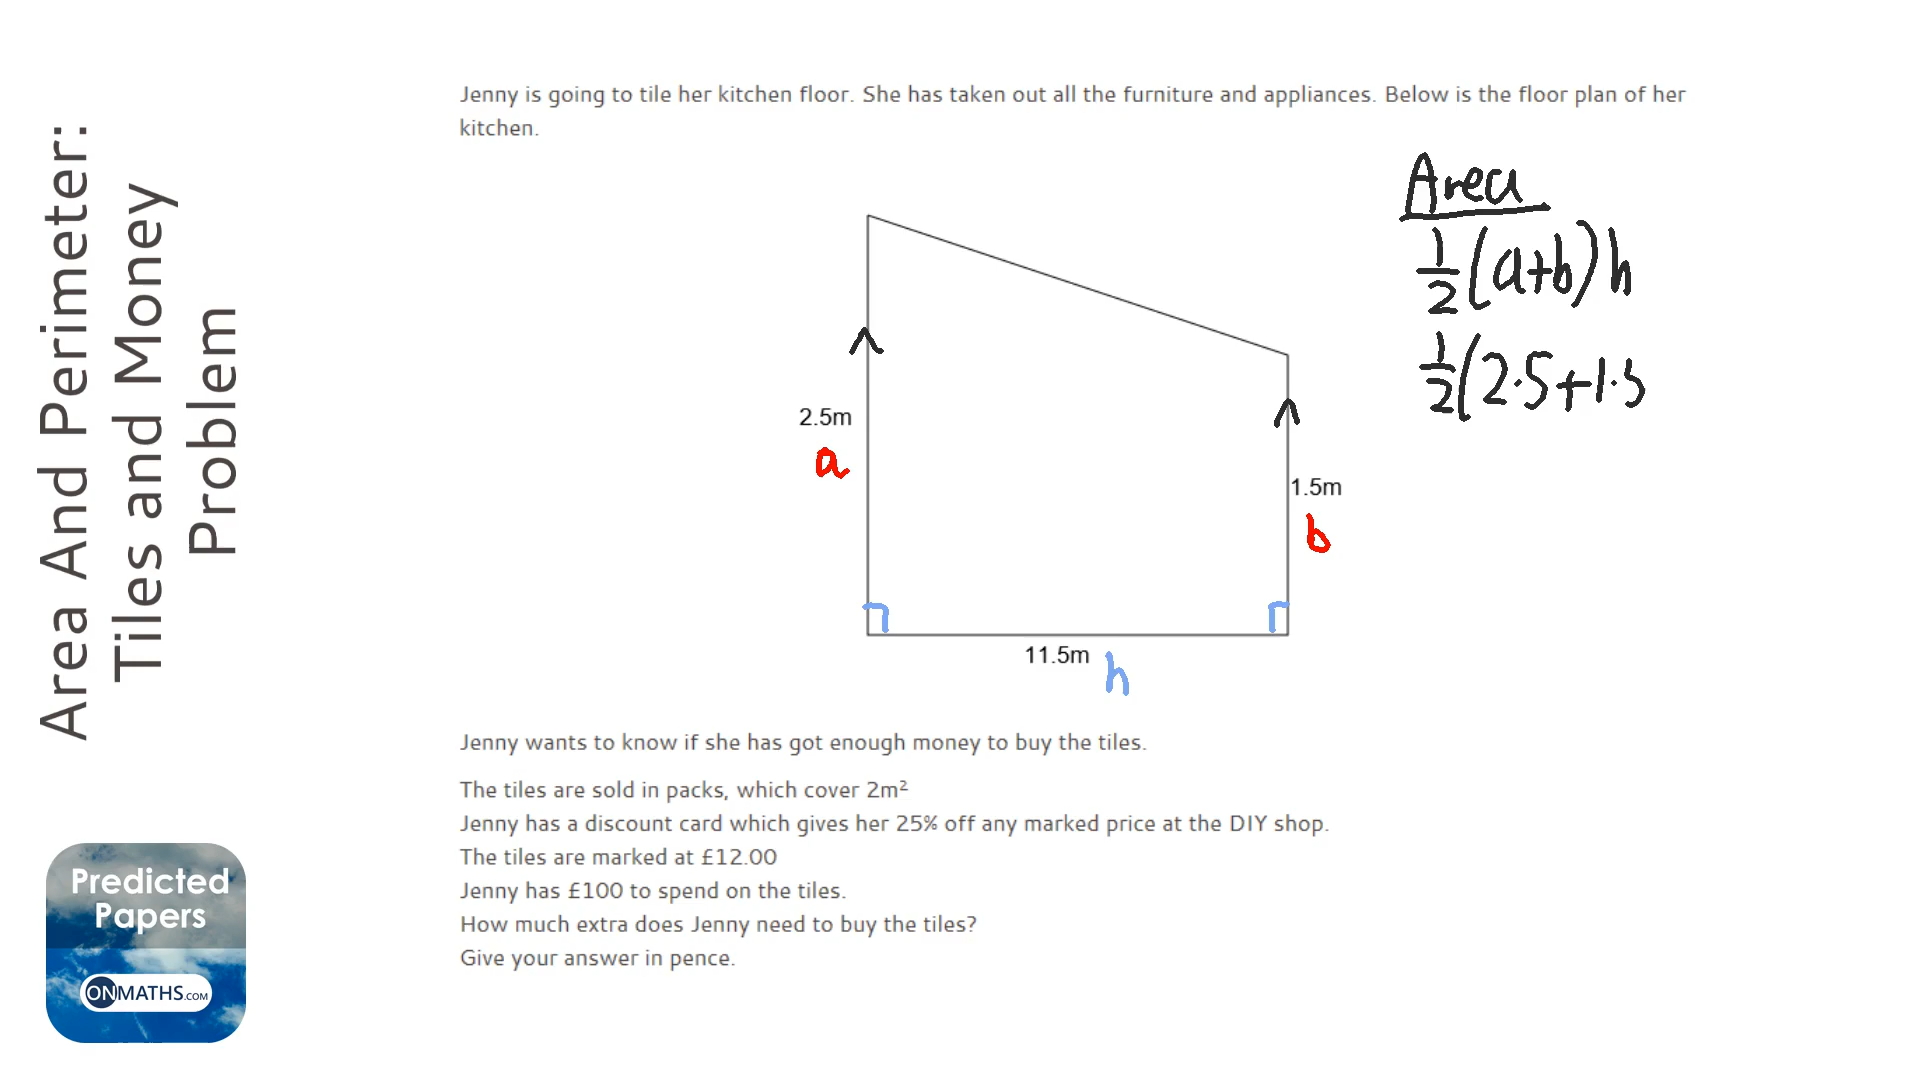 Area And Perimeter:
Tiles and Money
Problem
Jenny is going to tile her kitchen floor. She has taken out all the furniture and appliances. Below is the floor plan of her
kitchen.
Area
½(a+b)h
½(2.5+1.5
2.5m
a
1.5m
b
11.5m
h
Jenny wants to know if she has got enough money to buy the tiles.
The tiles are sold in packs, which cover 2m²
Jenny has a discount card which gives her 25% off any marked price at the DIY shop.
The tiles are marked at £12.00
Jenny has £100 to spend on the tiles.
How much extra does Jenny need to buy the tiles?
Give your answer in pence.
Predicted
Papers
ONMATHS.COM